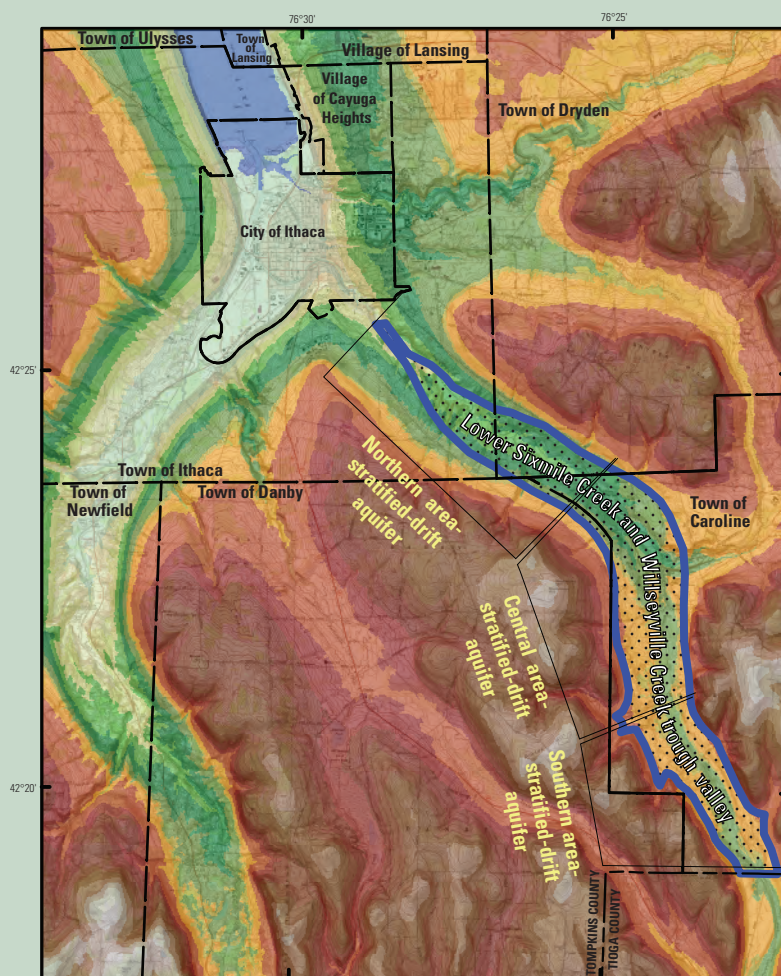 76°30'
76°25'
Town of Ulysses
Town
of
Lansing
Village of Lansing
Village
of Cayuga
Heights
Town of Dryden
City of Ithaca
42°25'
Town of Ithaca
Town of
Newfield
Town of Danby
Town of
Caroline
Lower Sixmile Creek and Willseyville Creek trough valley
Northern area-
stratified-drift
aquifer
Central area-
stratified-drift
aquifer
42°20'
Southern area-
stratified-drift
aquifer
TOMPKINS COUNTY
TIOGA COUNTY